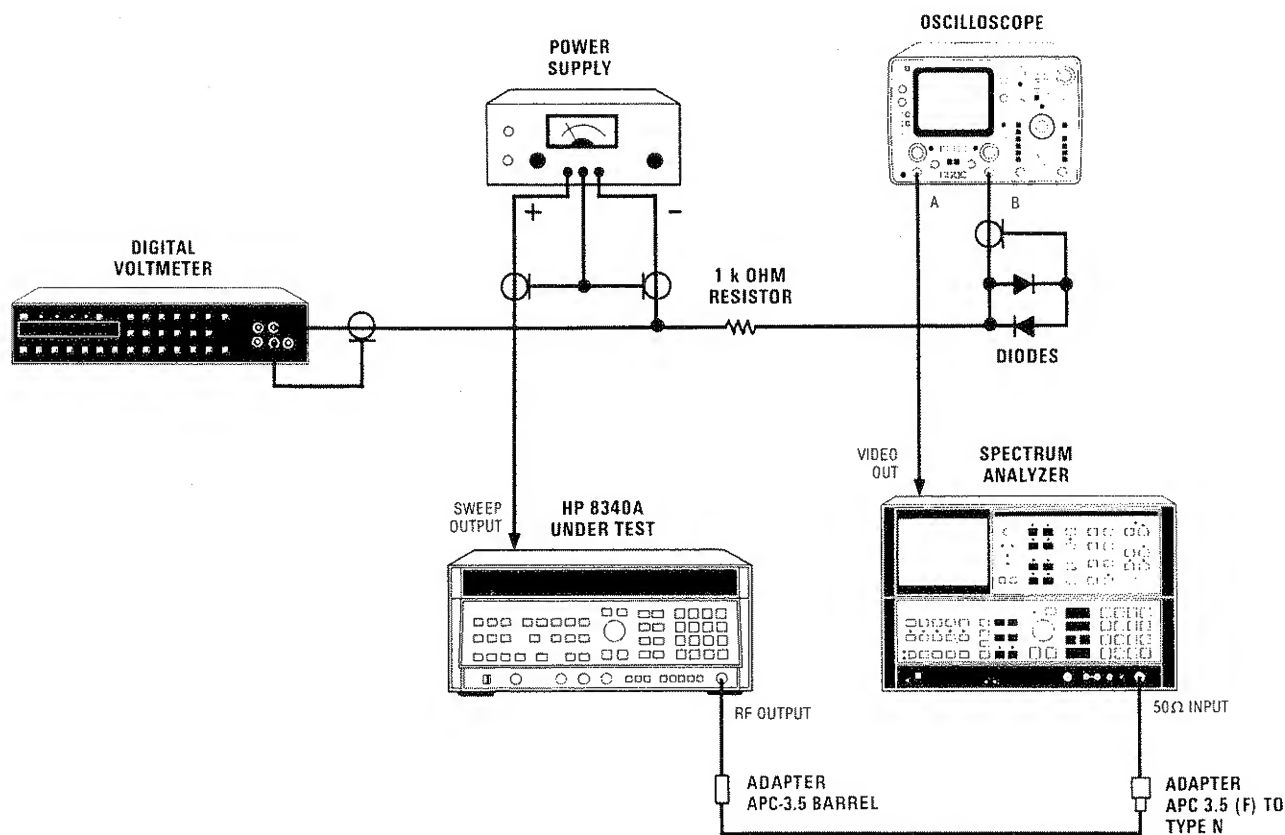 OSCILLOSCOPE
POWER
SUPPLY
A
B
+
−
DIGITAL
VOLTMETER
1 k OHM
RESISTOR
DIODES
VIDEO
OUT
SPECTRUM
ANALYZER
SWEEP
OUTPUT
HP 8340A
UNDER TEST
RF OUTPUT
50Ω INPUT
ADAPTER
APC-3.5 BARREL
ADAPTER
APC 3.5 (F) TO
TYPE N